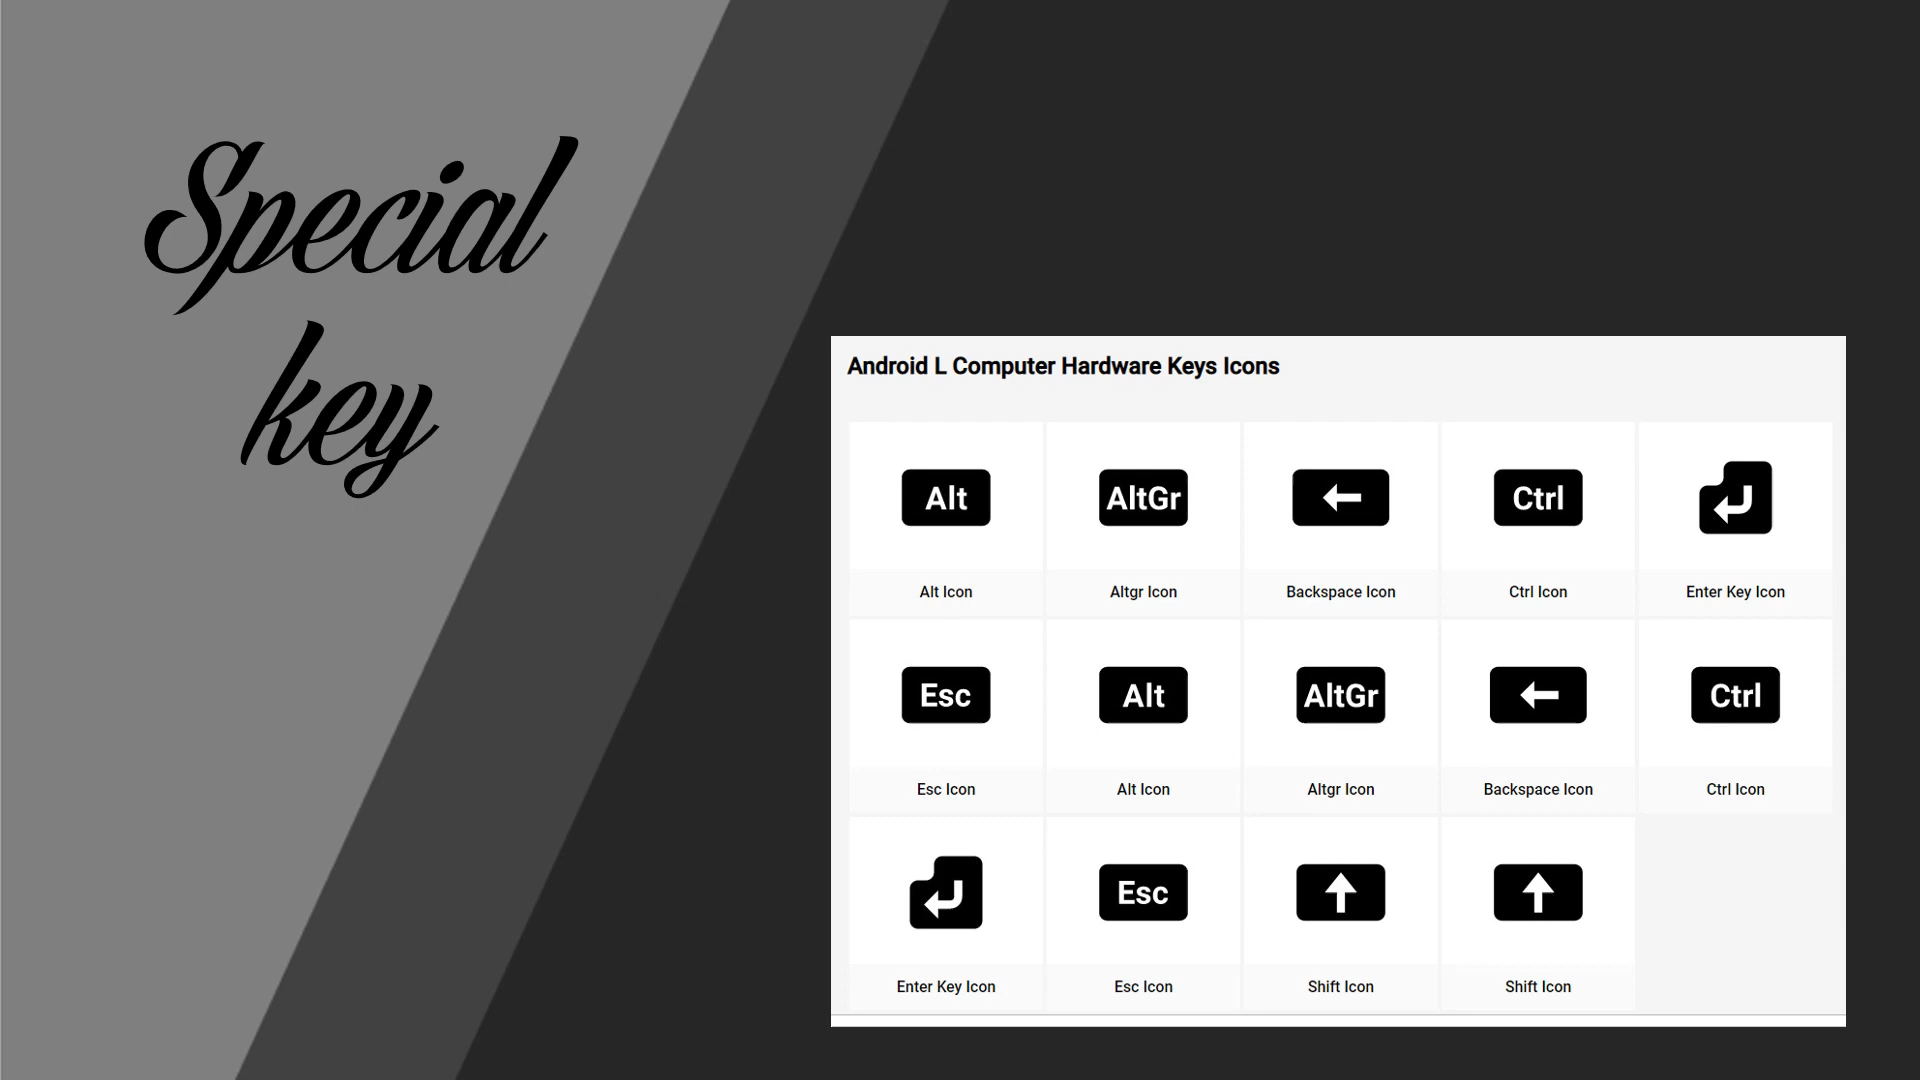 Special
key
Android L Computer Hardware Keys Icons
Alt AltGr Ctrl
Alt Icon Altgr Icon Backspace Icon Ctrl Icon Enter Key Icon
Esc Alt AltGr Ctrl
Esc Icon Alt Icon Altgr Icon Backspace Icon Ctrl Icon
Esc
Enter Key Icon Esc Icon Shift Icon Shift Icon